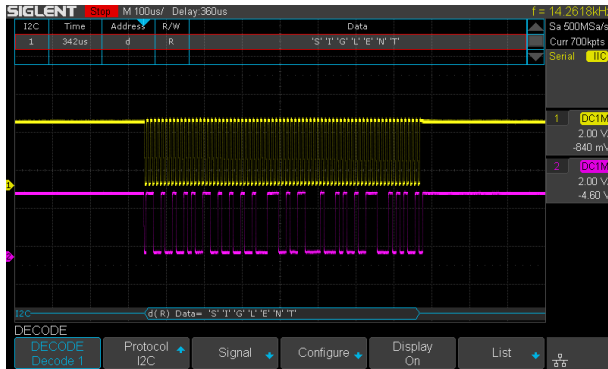 SIGLENT Stop M 100us/ Delay:360us f = 14.2618kHz
I2C Time Address R/W Data
1 342us d R 'S' 'I' 'G' 'L' 'E' 'N' 'T'
Sa 500MSa/s
Curr 700kpts
Serial IIC
1 DC1M
2.00 V/
-840 mV
2 DC1M
2.00 V/
-4.60 V
1
2
I2C d( R) Data= 'S' 'I' 'G' 'L' 'E' 'N' 'T'
DECODE
DECODE Protocol Signal Configure Display List
Decode 1 I2C On